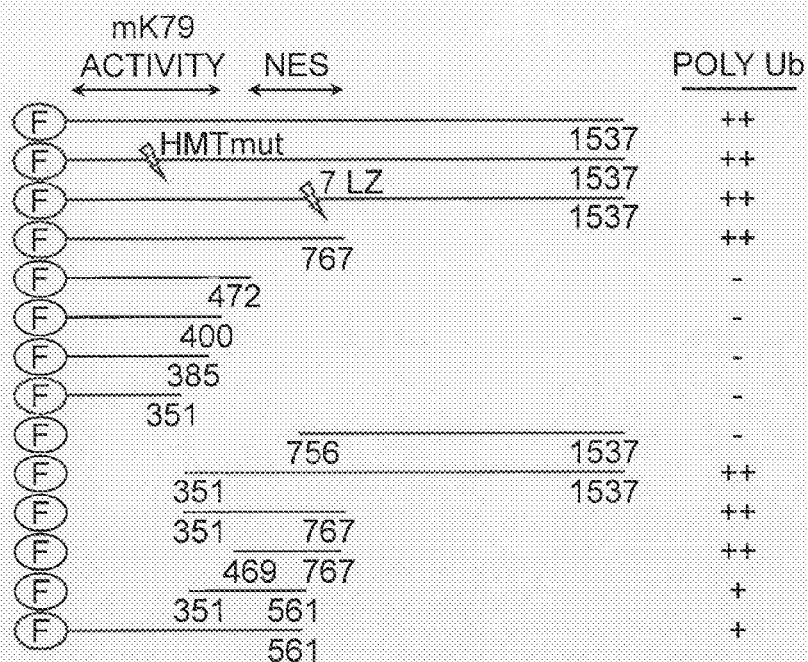 mK79
ACTIVITY NES POLY Ub
F 1537 ++
F HMTmut 1537 ++
F 7 LZ 1537 ++
F 767 ++
F 472 -
F 400 -
F 385 -
F 351 -
F 756 1537 -
F 351 1537 ++
F 351 767 ++
F 469 767 ++
F 351 561 +
F 561 +